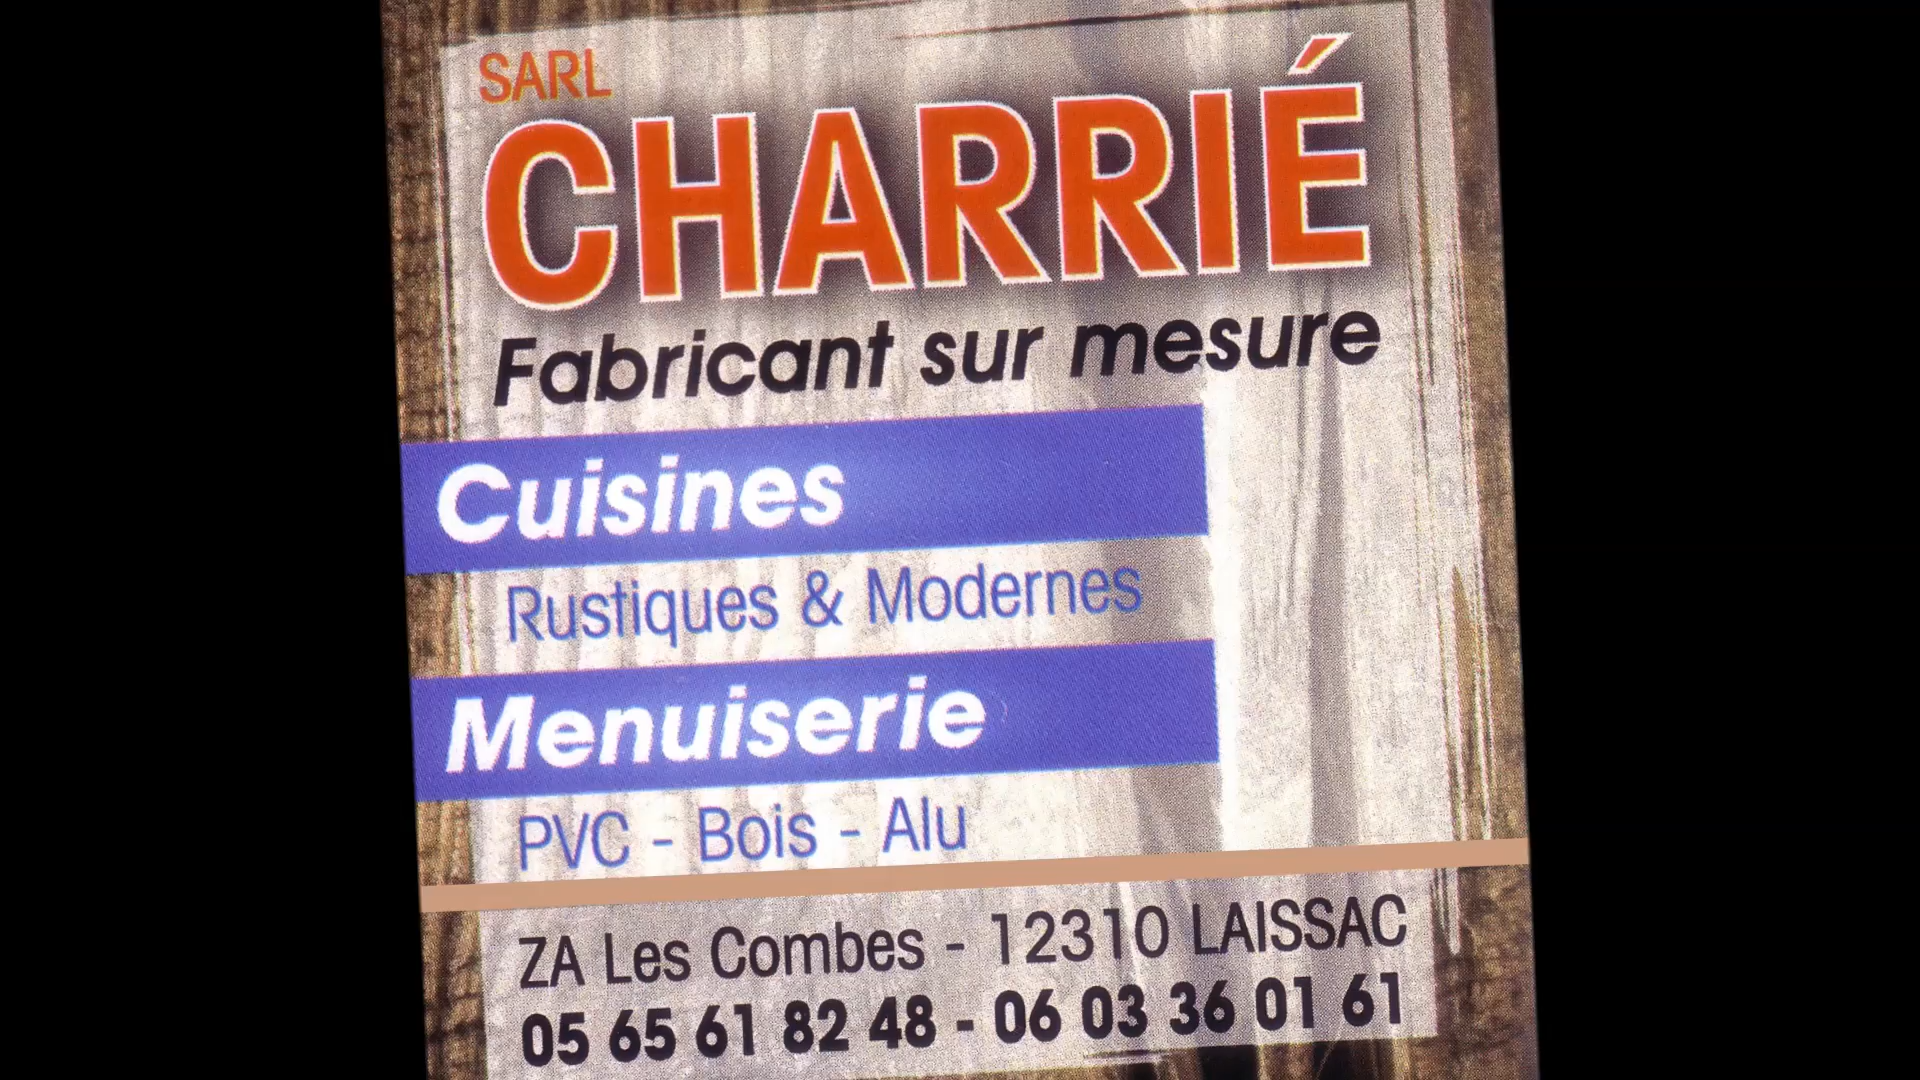 SARL
CHARRIÉ
Fabricant sur mesure
Cuisines
Rustiques & Modernes
Menuiserie
PVC - Bois - Alu
ZA Les Combes - 12310 LAISSAC
05 65 61 82 48 - 06 03 36 01 61